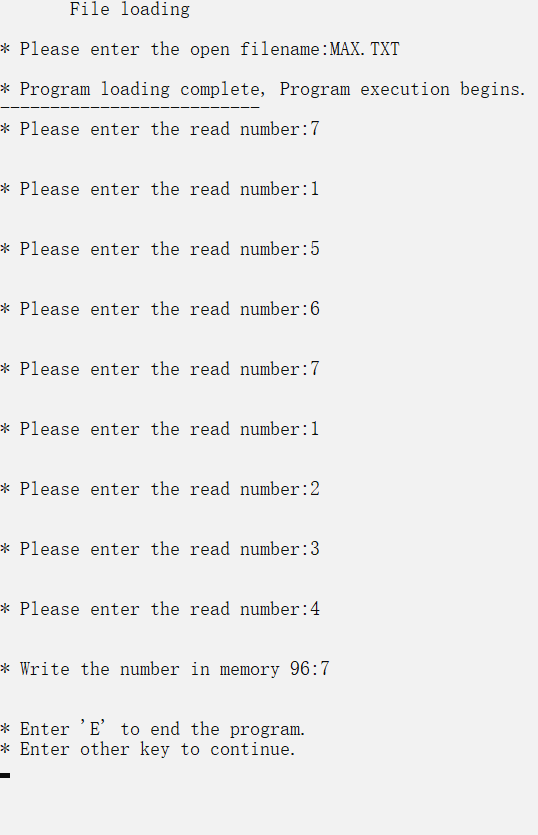 File loading
* Please enter the open filename:MAX.TXT
* Program loading complete, Program execution begins.
--------------------------
* Please enter the read number:7
* Please enter the read number:1
* Please enter the read number:5
* Please enter the read number:6
* Please enter the read number:7
* Please enter the read number:1
* Please enter the read number:2
* Please enter the read number:3
* Please enter the read number:4
* Write the number in memory 96:7
* Enter 'E' to end the program.
* Enter other key to continue.